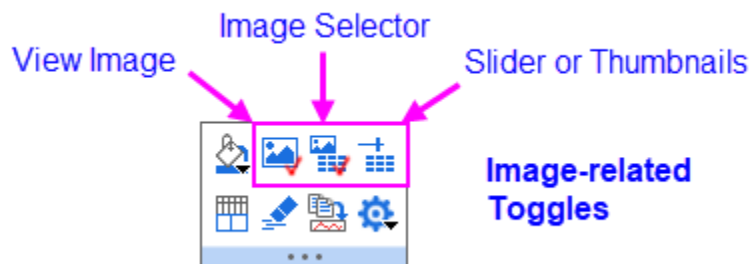 Image Selector
View Image
Slider or Thumbnails
Image-related
Toggles